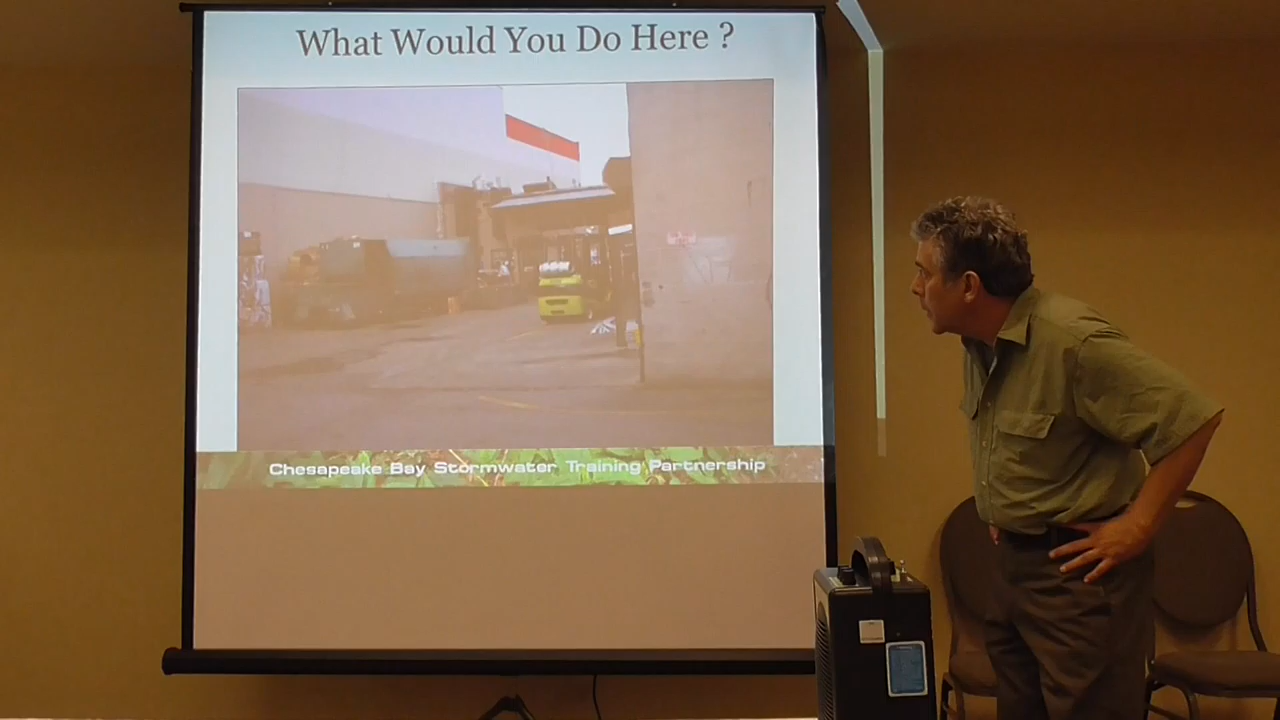 What Would You Do Here ?
Chesapeake Bay Stormwater Training Partnership